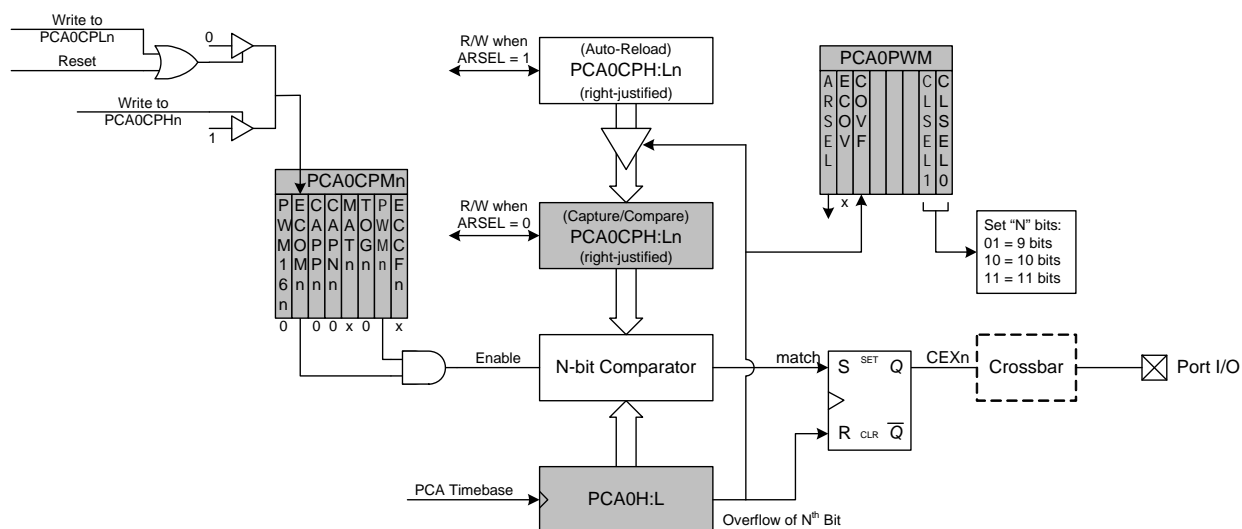 Write to
PCA0CPLn
Reset
0
Write to
PCA0CPHn
1
R/W when
ARSEL = 1
(Auto-Reload)
PCA0CPH:Ln
(right-justified)
PCA0PWM
ARSEL
ECOV
COVF
CLSEL1
CLSEL0
x
PCA0CPMn
PWM16n
ECOMn
CAPPn
CAPNn
MATn
TOGn
PWMn
ECCFn
0
0
0
x
0
x
R/W when
ARSEL = 0
(Capture/Compare)
PCA0CPH:Ln
(right-justified)
Set “N” bits:
01 = 9 bits
10 = 10 bits
11 = 11 bits
Enable
N-bit Comparator
match
S SET Q
R CLR Q
CEXn
Crossbar
Port I/O
PCA Timebase
PCA0H:L
Overflow of Nth Bit